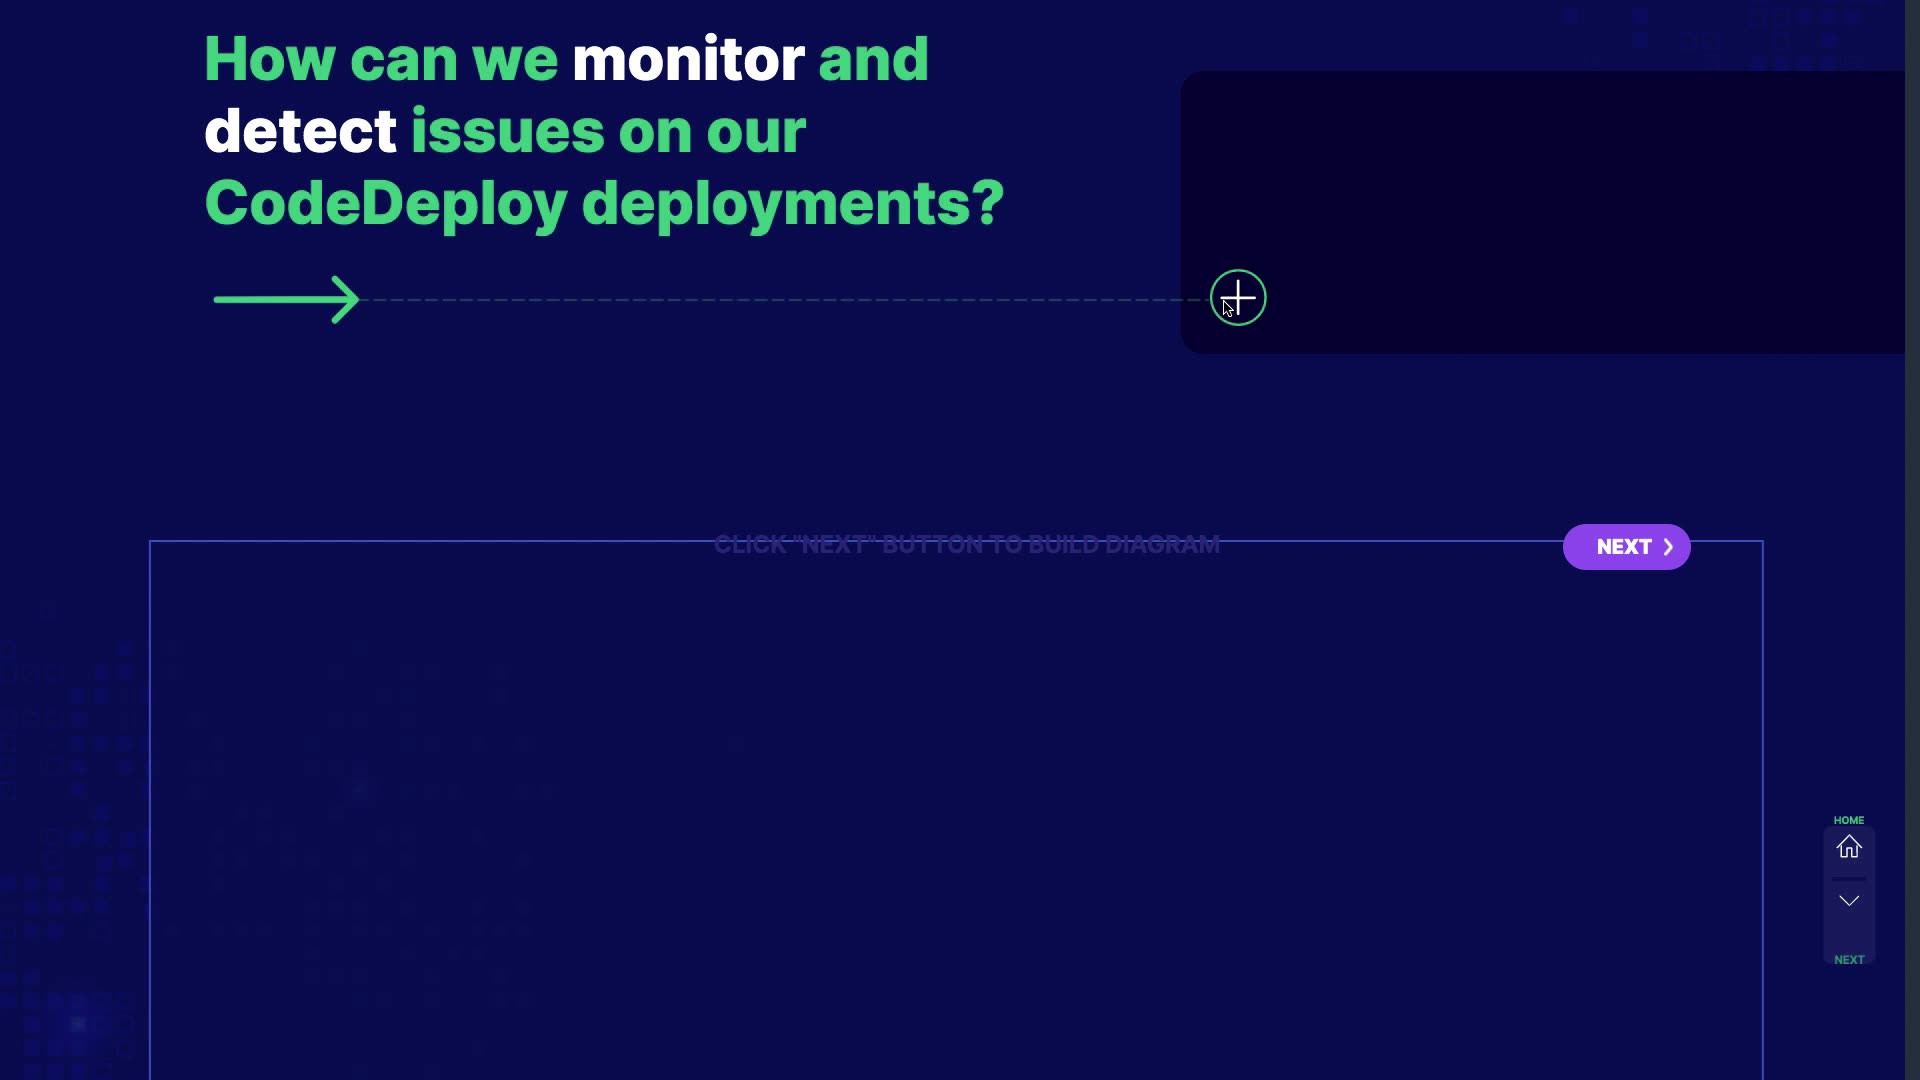 How can we monitor and
detect issues on our
CodeDeploy deployments?
CLICK "NEXT" BUTTON TO BUILD DIAGRAM
NEXT
HOME
NEXT